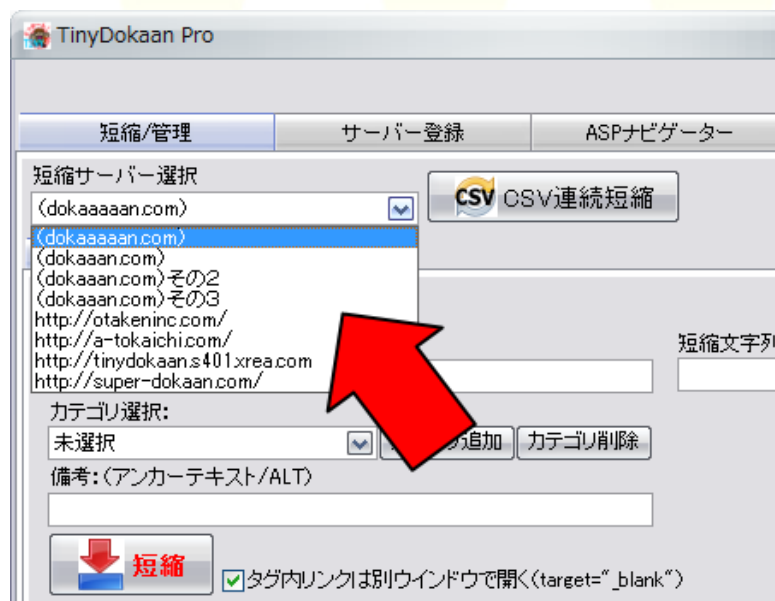 TinyDokaan Pro
短縮/管理
サーバー登録
ASPナビゲーター
短縮サーバー選択
(dokaaaaan.com)
CSV CSV連続短縮
(dokaaaaan.com)
(dokaaan.com)
(dokaaan.com)その2
(dokaaan.com)その3
http://otakeninc.com/
http://a-tokaichi.com/
http://tinydokaan.s401.xrea.com
http://super-dokaan.com/
短縮文字列
カテゴリ選択:
未選択
追加
カテゴリ削除
備考:(アンカーテキスト/ALT)
短縮
タグ内リンクは別ウインドウで開く(target="_blank")